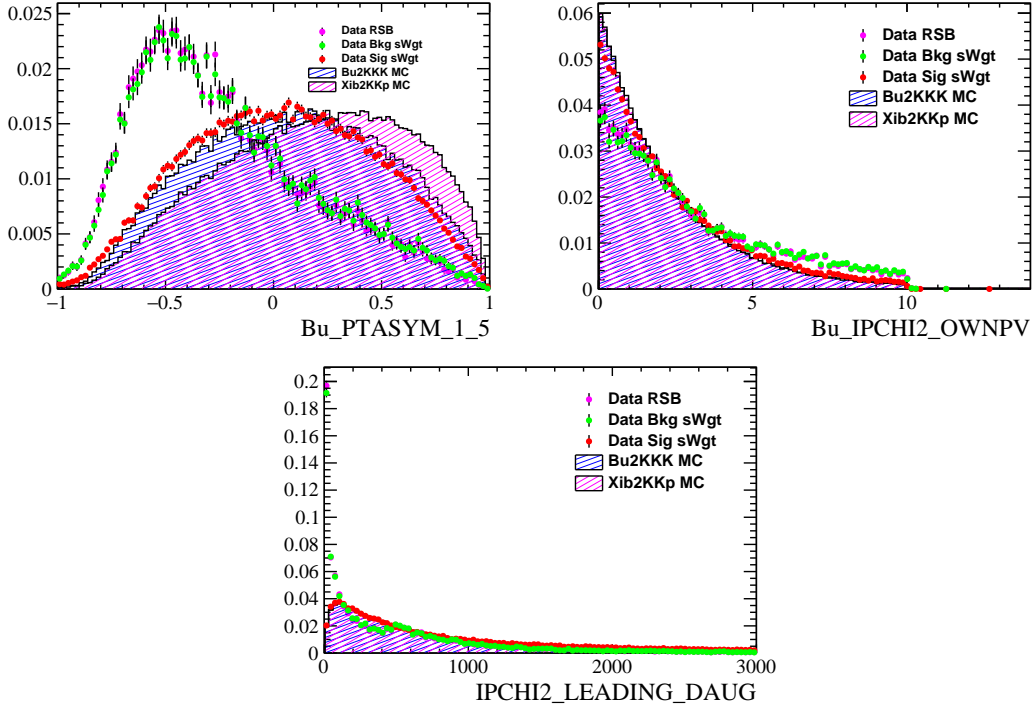 0.025
0.02
0.015
0.01
0.005
0
−1
−0.5
0
0.5
1
Data RSB
Data Bkg sWgt
Data Sig sWgt
Bu2KKK MC
Xib2KKp MC
Bu_PTASYM_1_5
0.06
0.05
0.04
0.03
0.02
0.01
0
0
5
10
Data RSB
Data Bkg sWgt
Data Sig sWgt
Bu2KKK MC
Xib2KKp MC
Bu_IPCHI2_OWNPV
0.2
0.18
0.16
0.14
0.12
0.1
0.08
0.06
0.04
0.02
0
0
1000
2000
3000
Data RSB
Data Bkg sWgt
Data Sig sWgt
Bu2KKK MC
Xib2KKp MC
IPCHI2_LEADING_DAUG